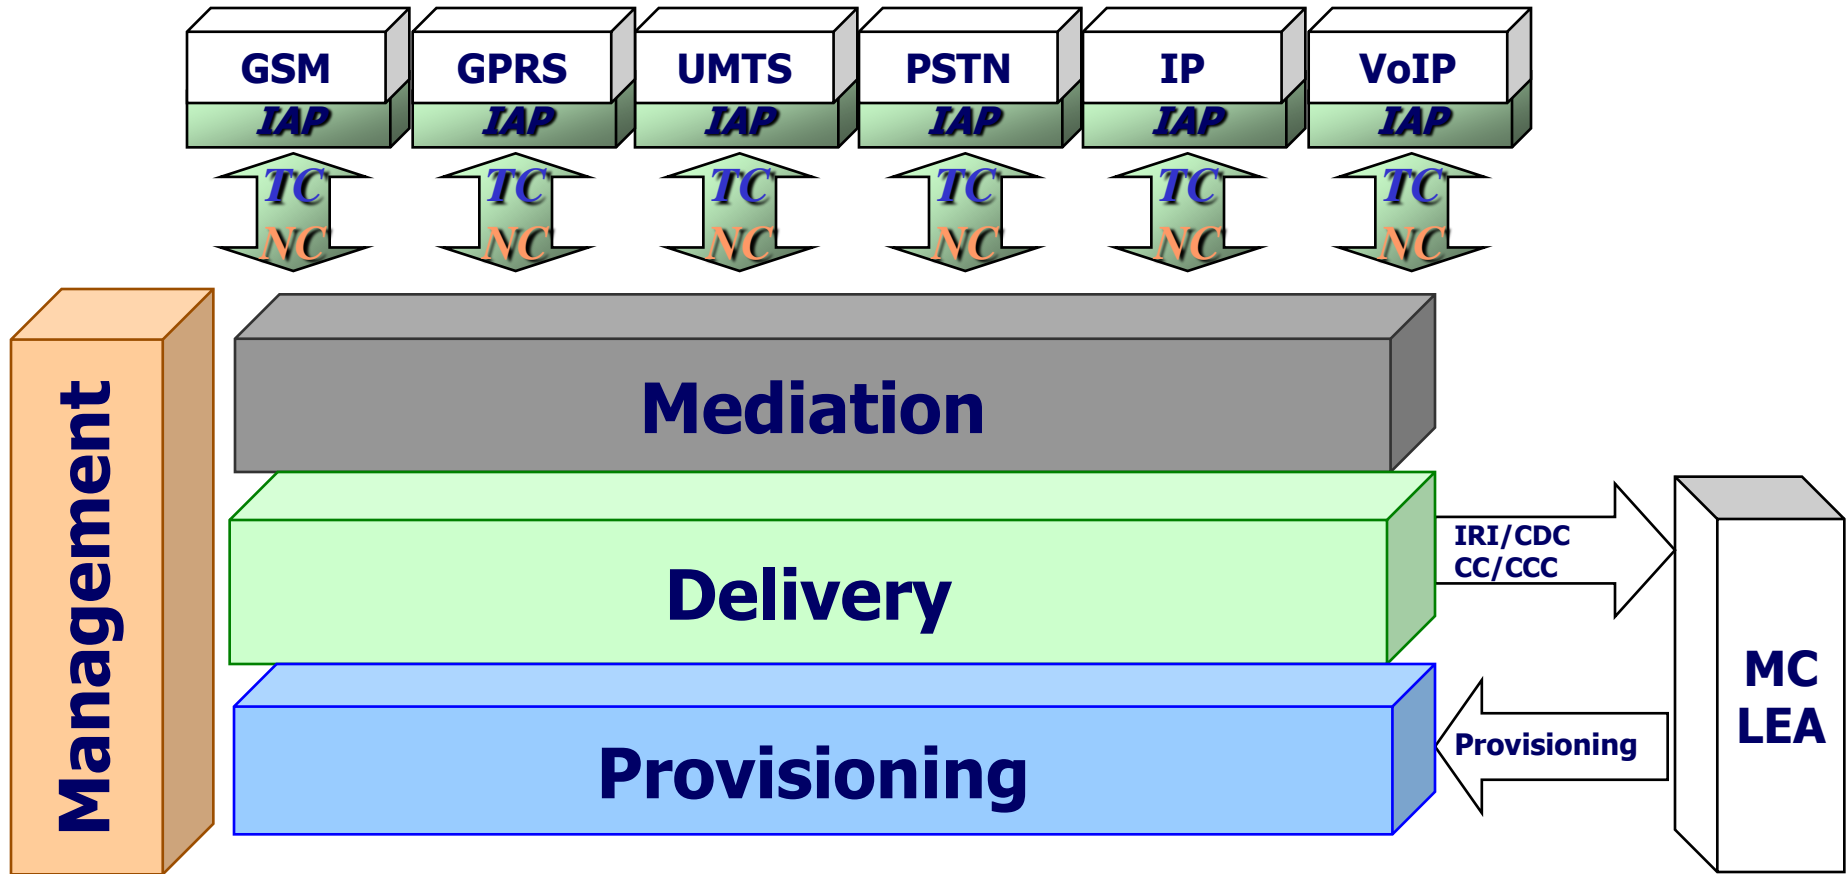 GSM
GPRS
UMTS
PSTN
IP
VoIP
IAP
IAP
IAP
IAP
IAP
IAP
TC
TC
TC
TC
TC
TC
NC
NC
NC
NC
NC
NC
Management
Mediation
Delivery
Provisioning
IRI/CDC
CC/CCC
Provisioning
MC
LEA